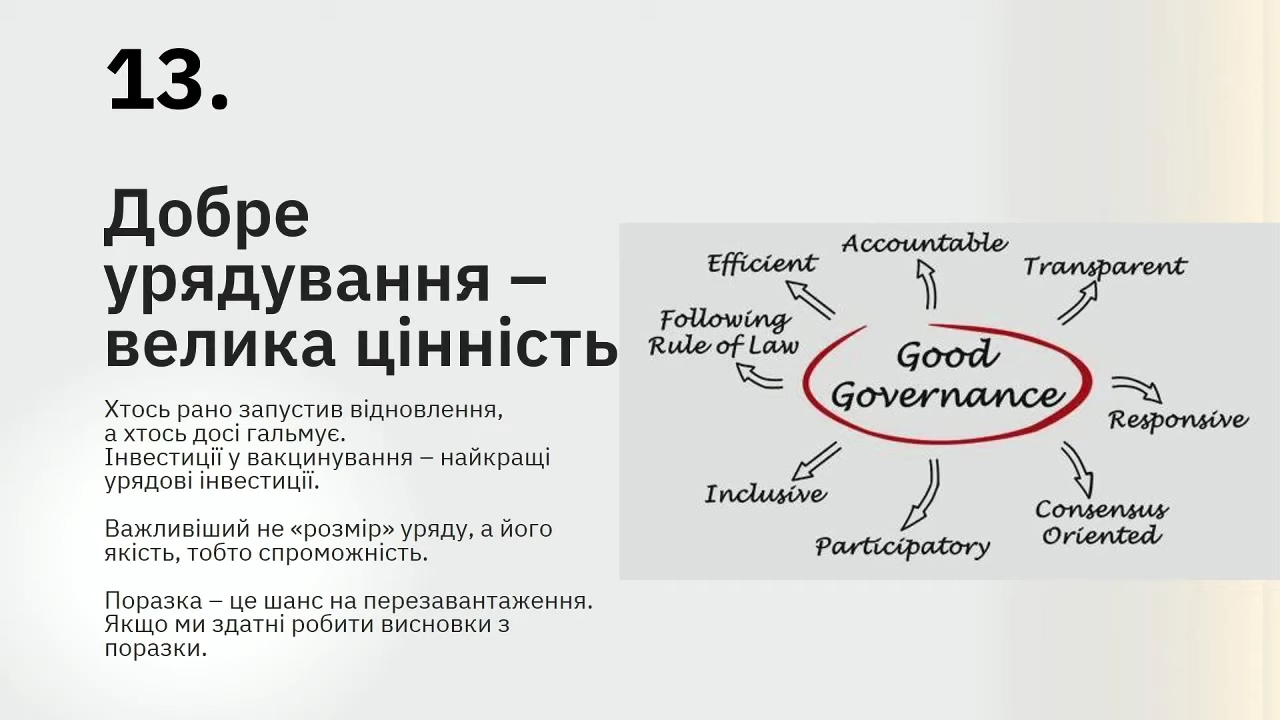 13.
Добре
урядування –
велика цінність
Хтось рано запустив відновлення,
а хтось досі гальмує.
Інвестиції у вакцинування – найкращі
урядові інвестиції.
Важливіший не «розмір» уряду, а його
якість, тобто спроможність.
Поразка – це шанс на перезавантаження.
Якщо ми здатні робити висновки з
поразки.
Accountable
Efficient
Transparent
Following
Rule of Law
Good
Governance
Responsive
Inclusive
Consensus
Oriented
Participatory